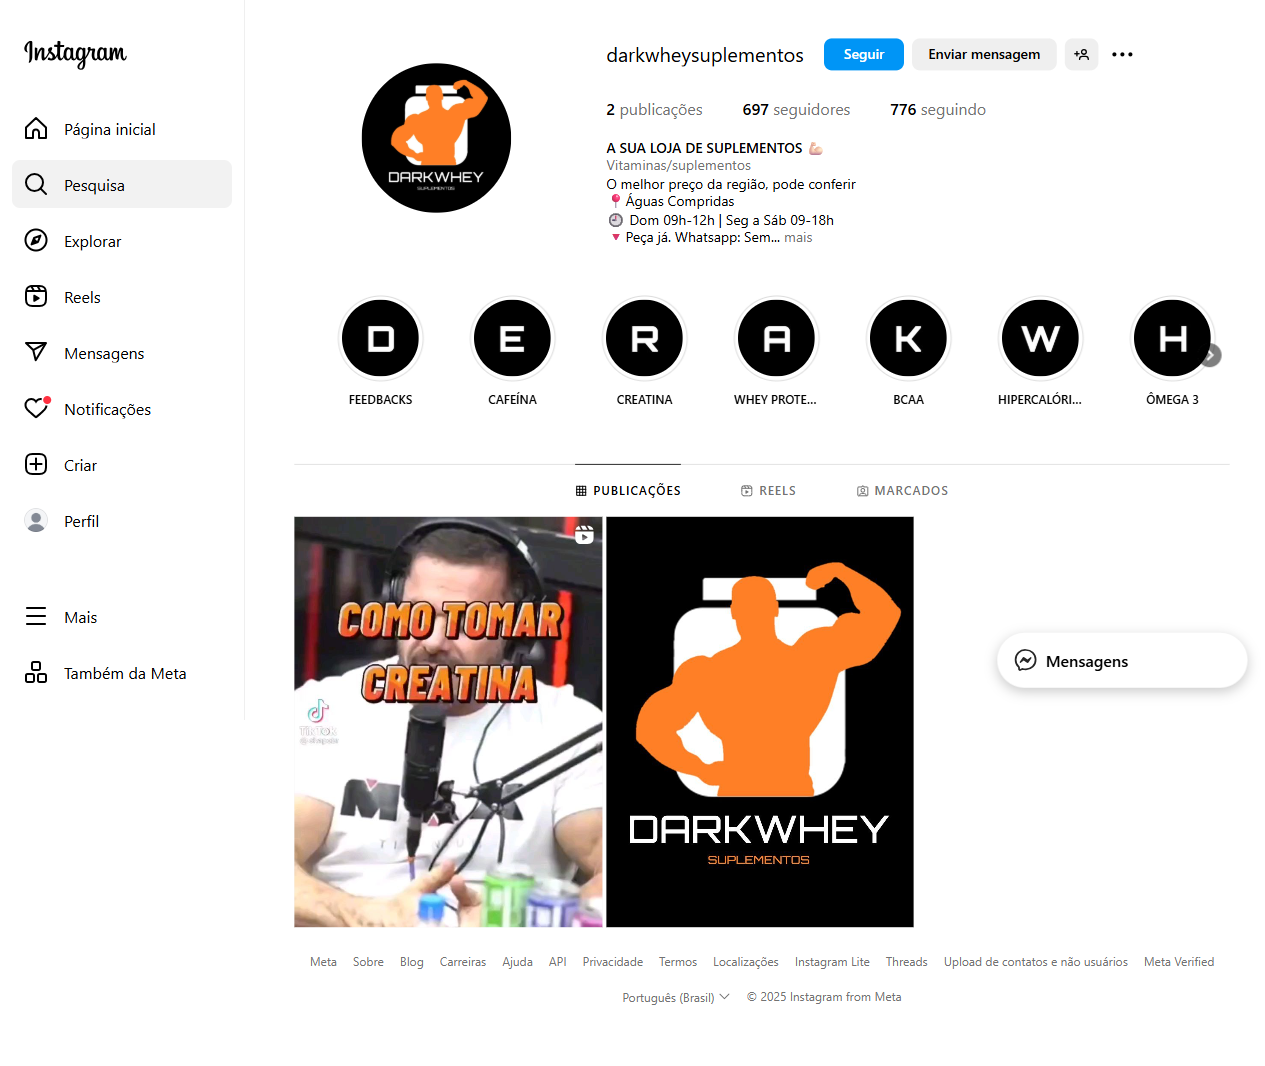 Instagram
Página inicial
Pesquisa
Explorar
Reels
Mensagens
Notificações
Criar
Perfil
Mais
Também da Meta
darkwheysuplementos
Seguir
Enviar mensagem
2 publicações
697 seguidores
776 seguindo
A SUA LOJA DE SUPLEMENTOS 💪🏻
Vitaminas/suplementos
O melhor preço da região, pode conferir
📍Águas Compridas
🕘 Dom 09h-12h | Seg a Sáb 09-18h
🔻Peça já. Whatsapp: Sem... mais
DARKWHEY
SUPLEMENTOS
D
E
R
A
K
W
H
FEEDBACKS
CAFEÍNA
CREATINA
WHEY PROTE...
BCAA
HIPERCALÓRI...
ÔMEGA 3
PUBLICAÇÕES
REELS
MARCADOS
COMO TOMAR
CREATINA
TikTok
DARKWHEY
SUPLEMENTOS
Mensagens
Meta
Sobre
Blog
Carreiras
Ajuda
API
Privacidade
Termos
Localizações
Instagram Lite
Threads
Upload de contatos e não usuários
Meta Verified
Português (Brasil)
© 2025 Instagram from Meta